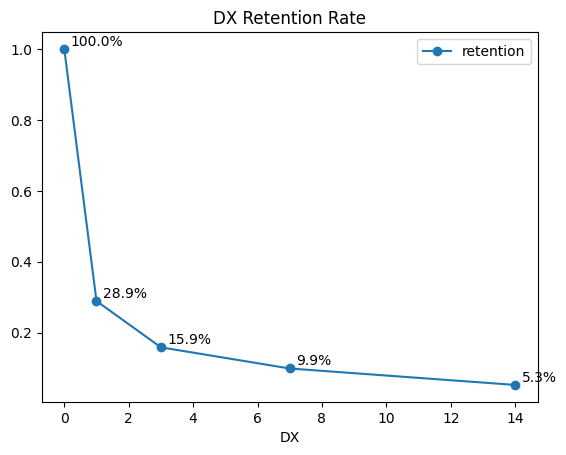 DX Retention Rate
retention
100.0%
28.9%
15.9%
9.9%
5.3%
1.0
0.8
0.6
0.4
0.2
0 2 4 6 8 10 12 14
DX